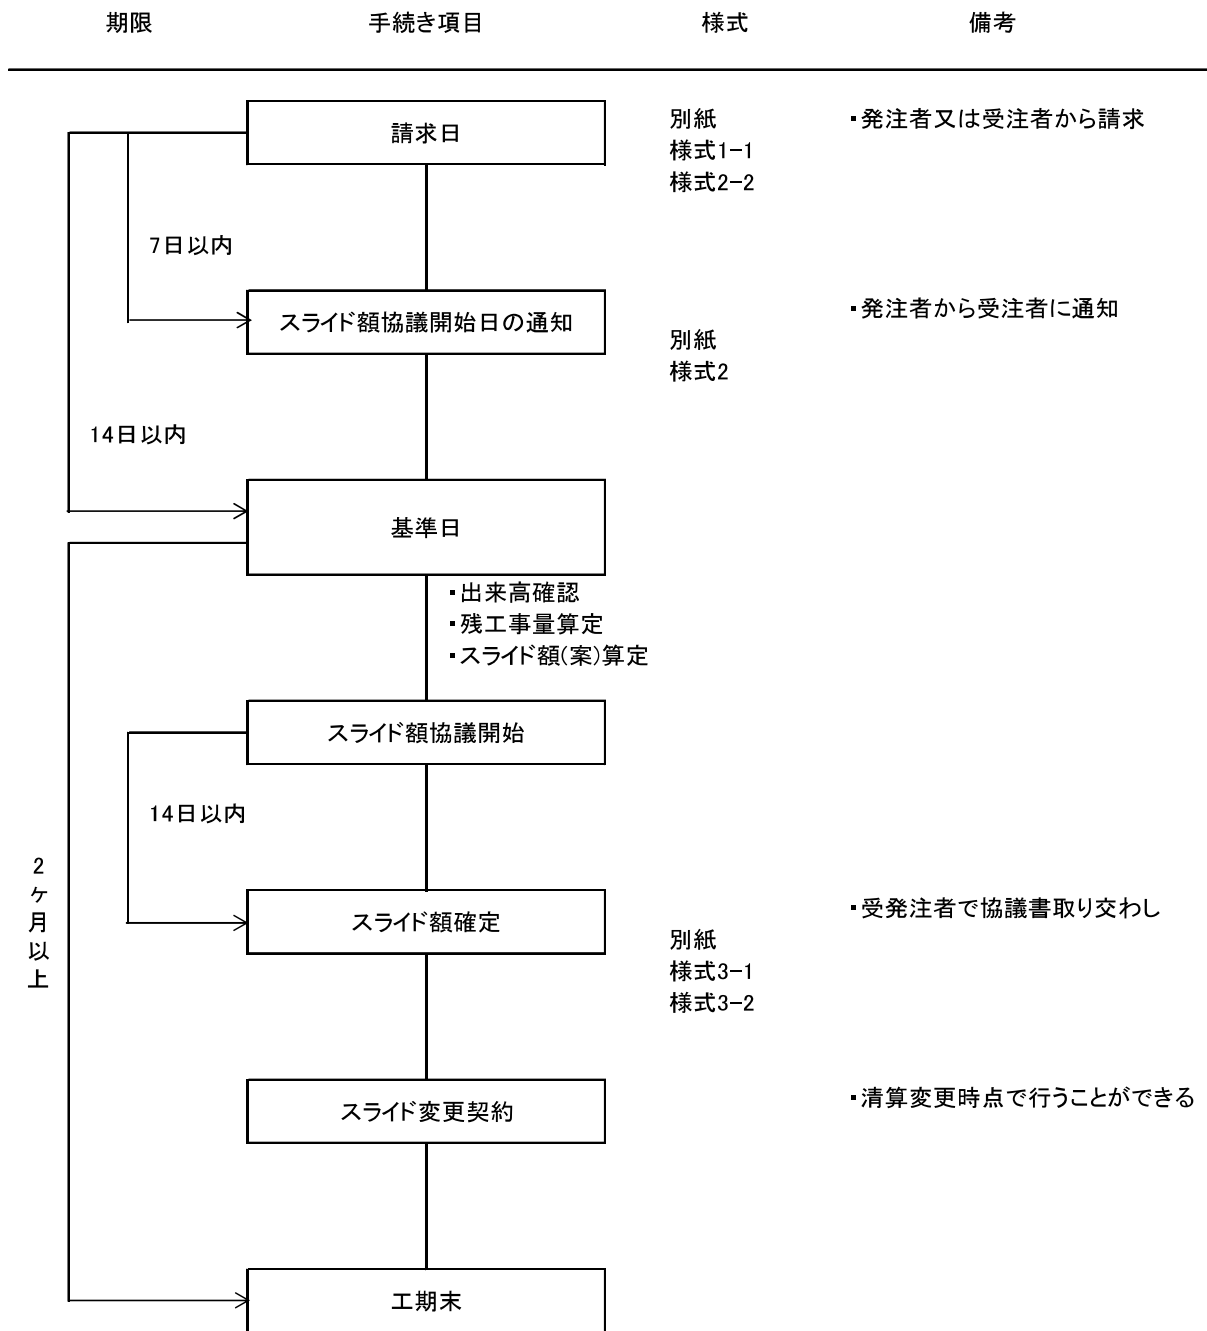 期限 手続き項目 様式 備考
請求日
別紙
様式1-1
様式2-2
・発注者又は受注者から請求
7日以内
スライド額協議開始日の通知
別紙
様式2
・発注者から受注者に通知
14日以内
基準日
・出来高確認
・残工事量算定
・スライド額(案)算定
スライド額協議開始
14日以内
2ヶ月以上
スライド額確定
別紙
様式3-1
様式3-2
・受発注者で協議書取り交わし
スライド変更契約
・清算変更時点で行うことができる
工期末